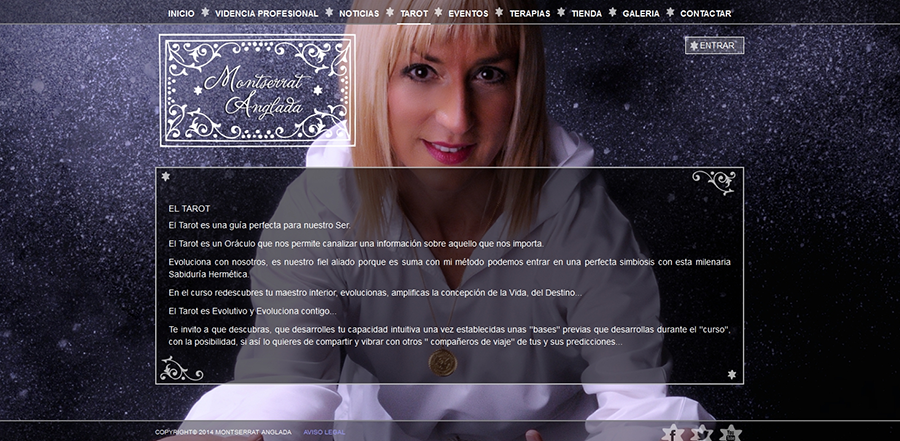 INICIO VIDENCIA PROFESIONAL NOTICIAS TAROT EVENTOS TERAPIAS TIENDA GALERIA CONTACTAR
ENTRAR
Montserrat
Anglada
EL TAROT
El Tarot es una guía perfecta para nuestro Ser.
El Tarot es un Oráculo que nos permite canalizar una información sobre aquello que nos importa.
Evoluciona con nosotros, es nuestro fiel aliado porque es suma con mi método podemos entrar en una perfecta simbiosis con esta milenaria
Sabiduría Hermética.
En el curso redescubres tu maestro interior, evolucionas, amplificas la concepción de la Vida, del Destino...
El Tarot es Evolutivo y Evoluciona contigo...
Te invito a que descubras, que desarrolles tu capacidad intuitiva una vez establecidas unas "bases" previas que desarrollas durante el "curso",
con la posibilidad, si así lo quieres de compartir y vibrar con otros " compañeros de viaje" de tus y sus predicciones...
COPYRIGHT© 2014 MONTSERRAT ANGLADA AVISO LEGAL